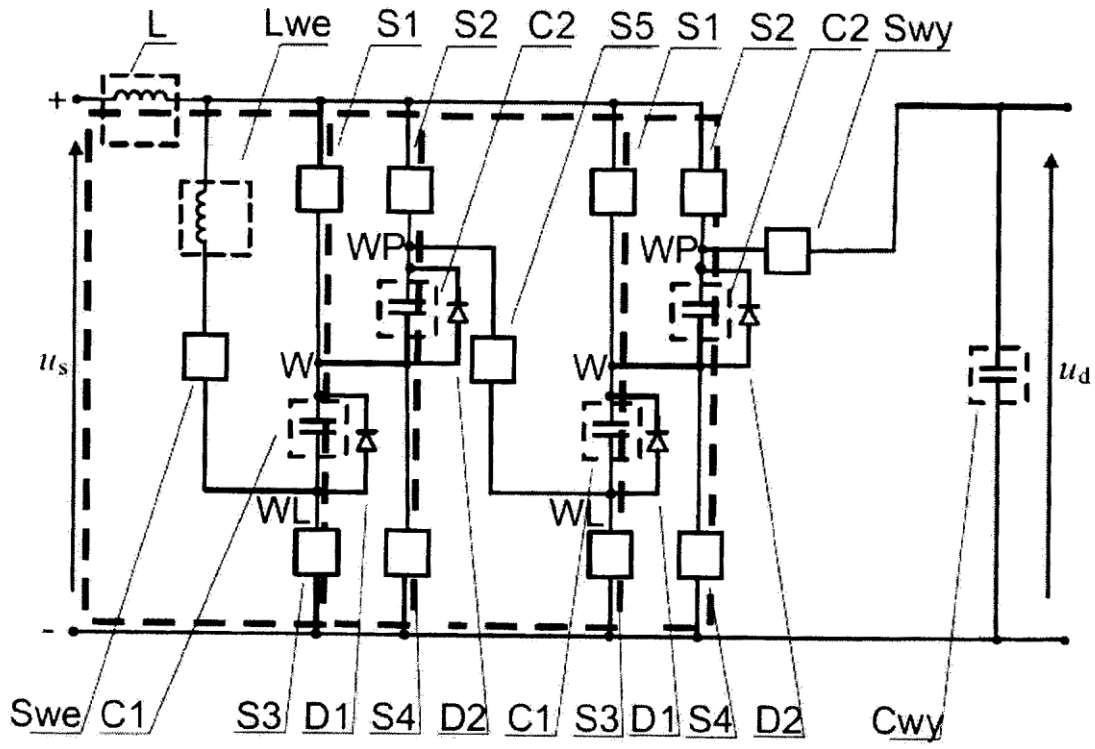 L Lwe S1 S2 C2 S5 S1 S2 C2 Swy
+
WP WP
us ud
W W
WL WL
-
Swe C1 S3 D1 S4 D2 C1 S3 D1 S4 D2 Cwy